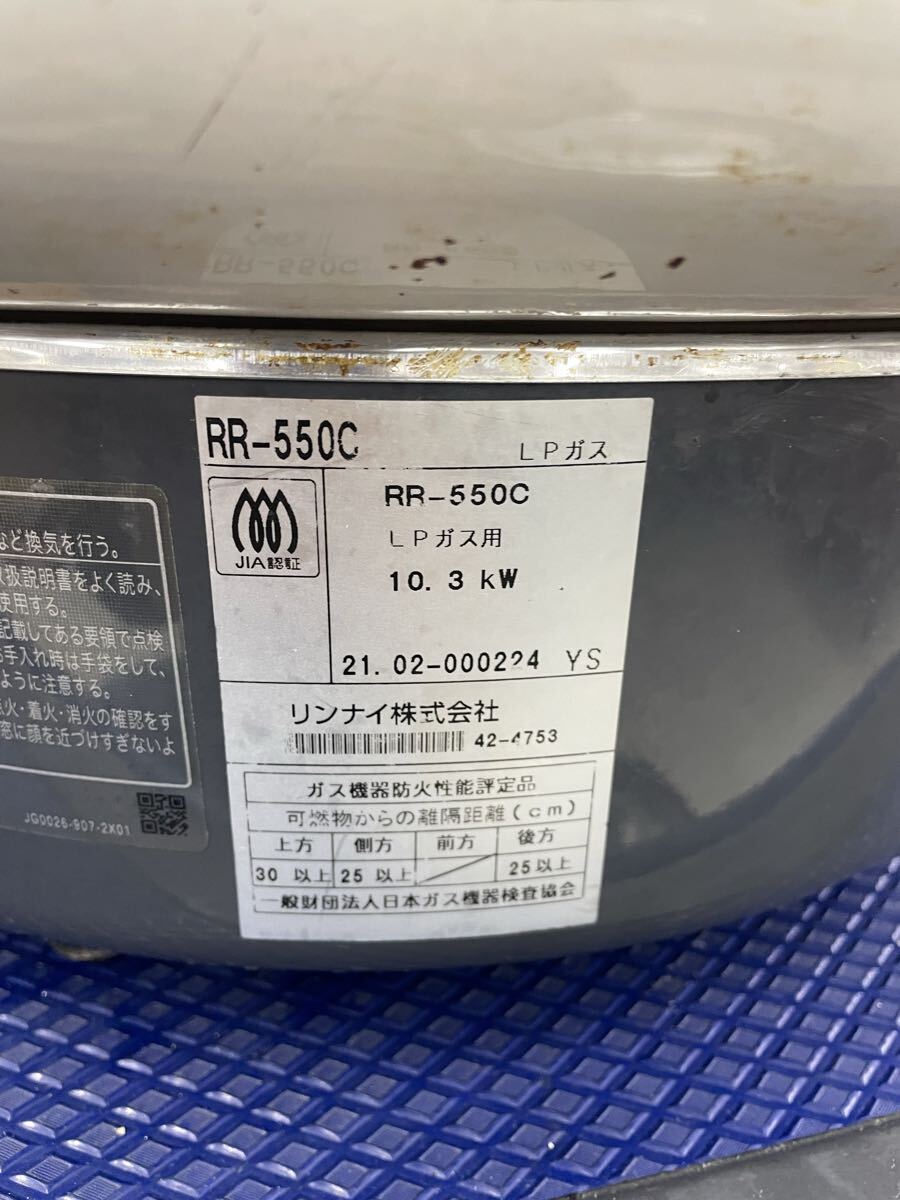 RR-550C LPガス
JIA認証
RR-550C
LPガス用
10.3 kW
21.02-000224 YS
リンナイ株式会社
42-4753
ガス機器防火性能評定品
可燃物からの離隔距離(cm)
上方 側方 前方 後方
30 以上 25 以上 25 以上
一般財団法人日本ガス機器検査協会
など換気を行う。
扱説明書をよく読み、
使用する。
記載してある要領で点検
手入れ時は手袋をして、
ように注意する。
火・着火・消火の確認をす
窓に顔を近づけすぎないよ
JG0026-907-2X01